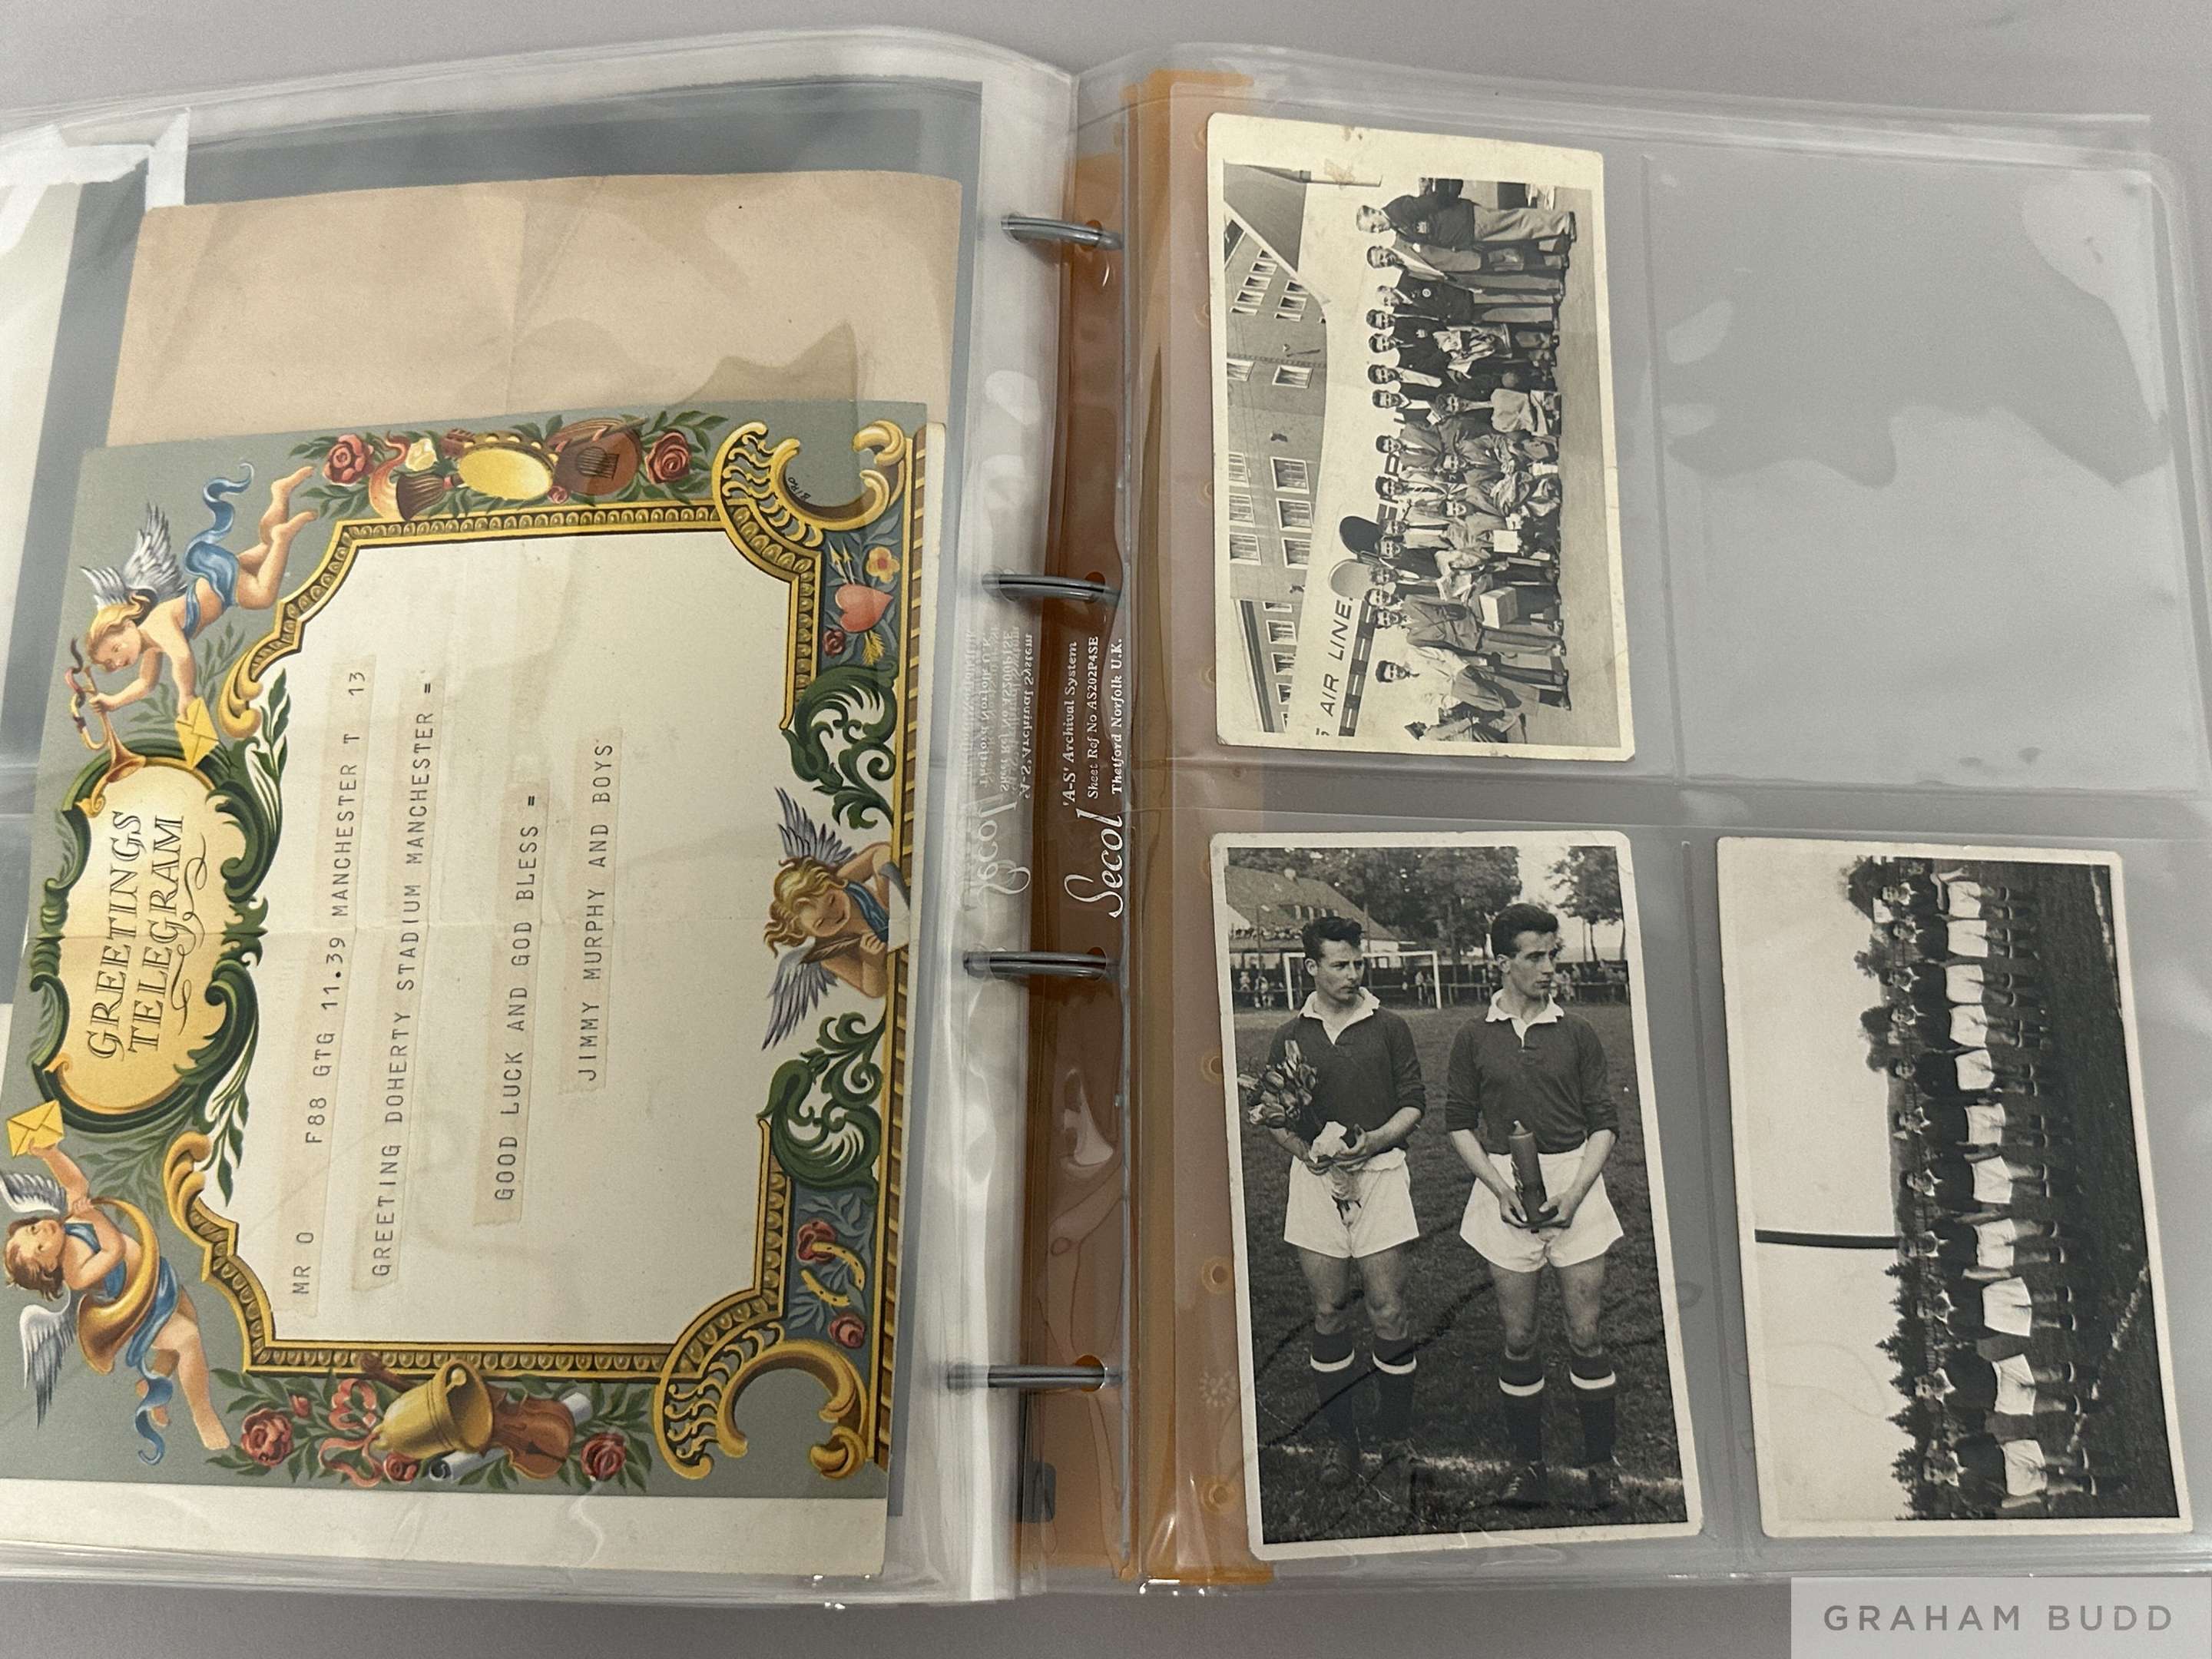 GREETINGS
TELEGRAM
MR O F88 GTG 11.39 MANCHESTER T 13
GREETING DOHERTY STADIUM MANCHESTER =
GOOD LUCK AND GOD BLESS =
JIMMY MURPHY AND BOYS
Secol
'A-S' Archival System
Sheet Ref No AS202P4SE
Thetford Norfolk U.K.
AIR LINE
GRAHAM BUDD